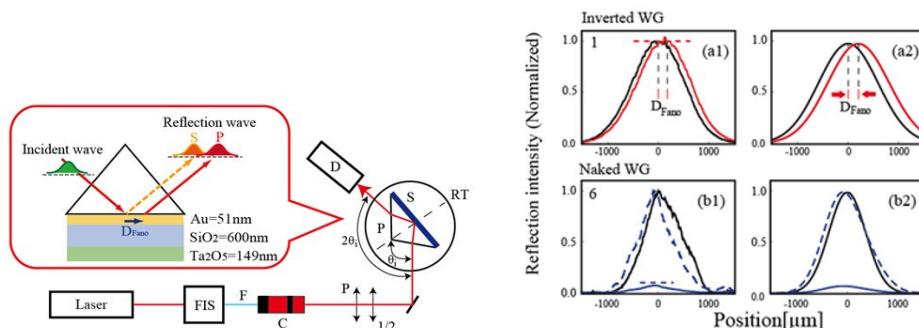 Incident wave
Reflection wave
S P
D_Fano
Au=51nm
SiO₂=600nm
Ta₂O₅=149nm
D
S
RT
P
2θᵢ
θᵢ
Laser
FIS
F
C
P
1/2
Reflection intensity (Normalized)
Inverted WG
1 (a1)
1.0
0.5
0.0
D_Fano
-1000 0 1000
(a2)
1.0
0.5
0.0
D_Fano
-1000 0 1000
Naked WG
6 (b1)
1.0
0.5
0.0
-1000 0 1000
(b2)
1.0
0.5
0.0
-1000 0 1000
Position[μm]